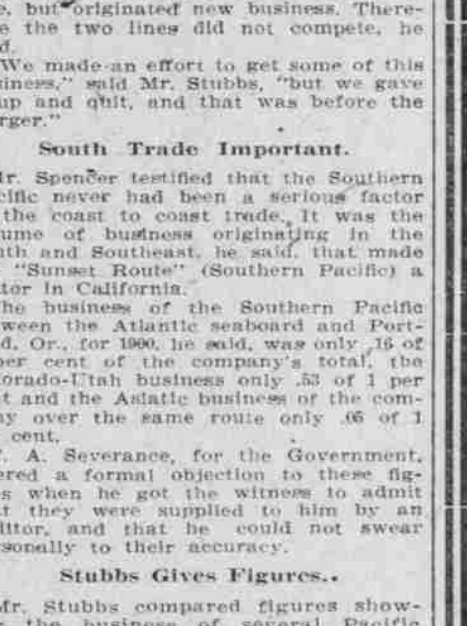 e, but originated new business. There-
e the two lines did not compete, he
d.
We made an effort to get some of this
siness," said Mr. Stubbs, "but we gave
up and quit, and that was before the
rger."
South Trade Important.
Mr. Spencer testified that the Southern
cific never had been a serious factor
the coast to coast trade. It was the
ume of business originating in the
uth and Southeast, he said, that made
"Sunset Route" (Southern Pacific) a
tor in California.
he business of the Southern Pacific
ween the Atlantic seaboard and Port-
d, Or., for 1900, he said, was only .16 of
per cent of the company's total, the
orado-Utah business only .53 of 1 per
t and the Asiatic business of the com-
ny over the same route only .06 of 1
cent.
. A. Severance, for the Government,
ered a formal objection to these fig-
s when he got the witness to admit
at they were supplied to him by an
ditor, and that he could not swear
sonally to their accuracy.
Stubbs Gives Figures..
Mr. Stubbs compared figures show-
the business of several Pacific